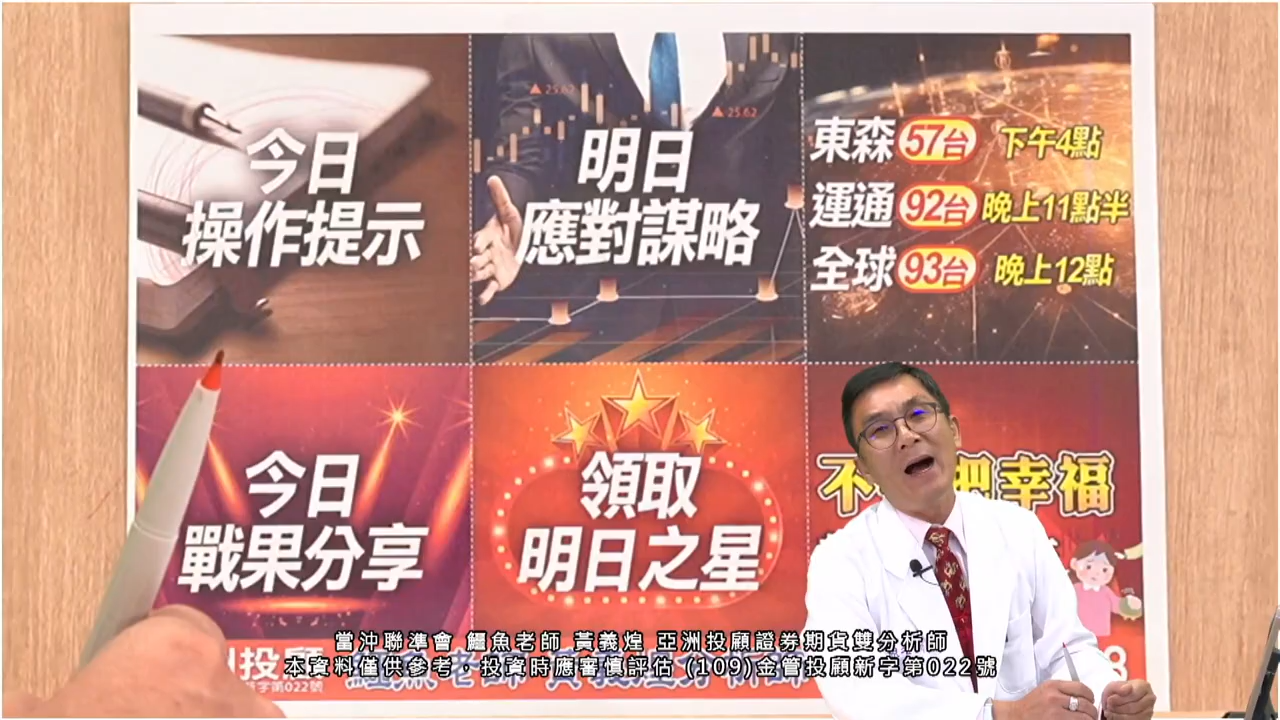 今日
操作提示
▲ 25.62
▲ 25.62
明日
應對謀略
東森 57台 下午4點
運通 92台 晚上11點半
全球 93台 晚上12點
今日
戰果分享
領取
明日之星
幸福
當沖聯準會 鱷魚老師 黃義煌 亞洲投顧證券期貨雙分析師
本資料僅供參考，投資時應審慎評估 (109)金管投顧新字第022號